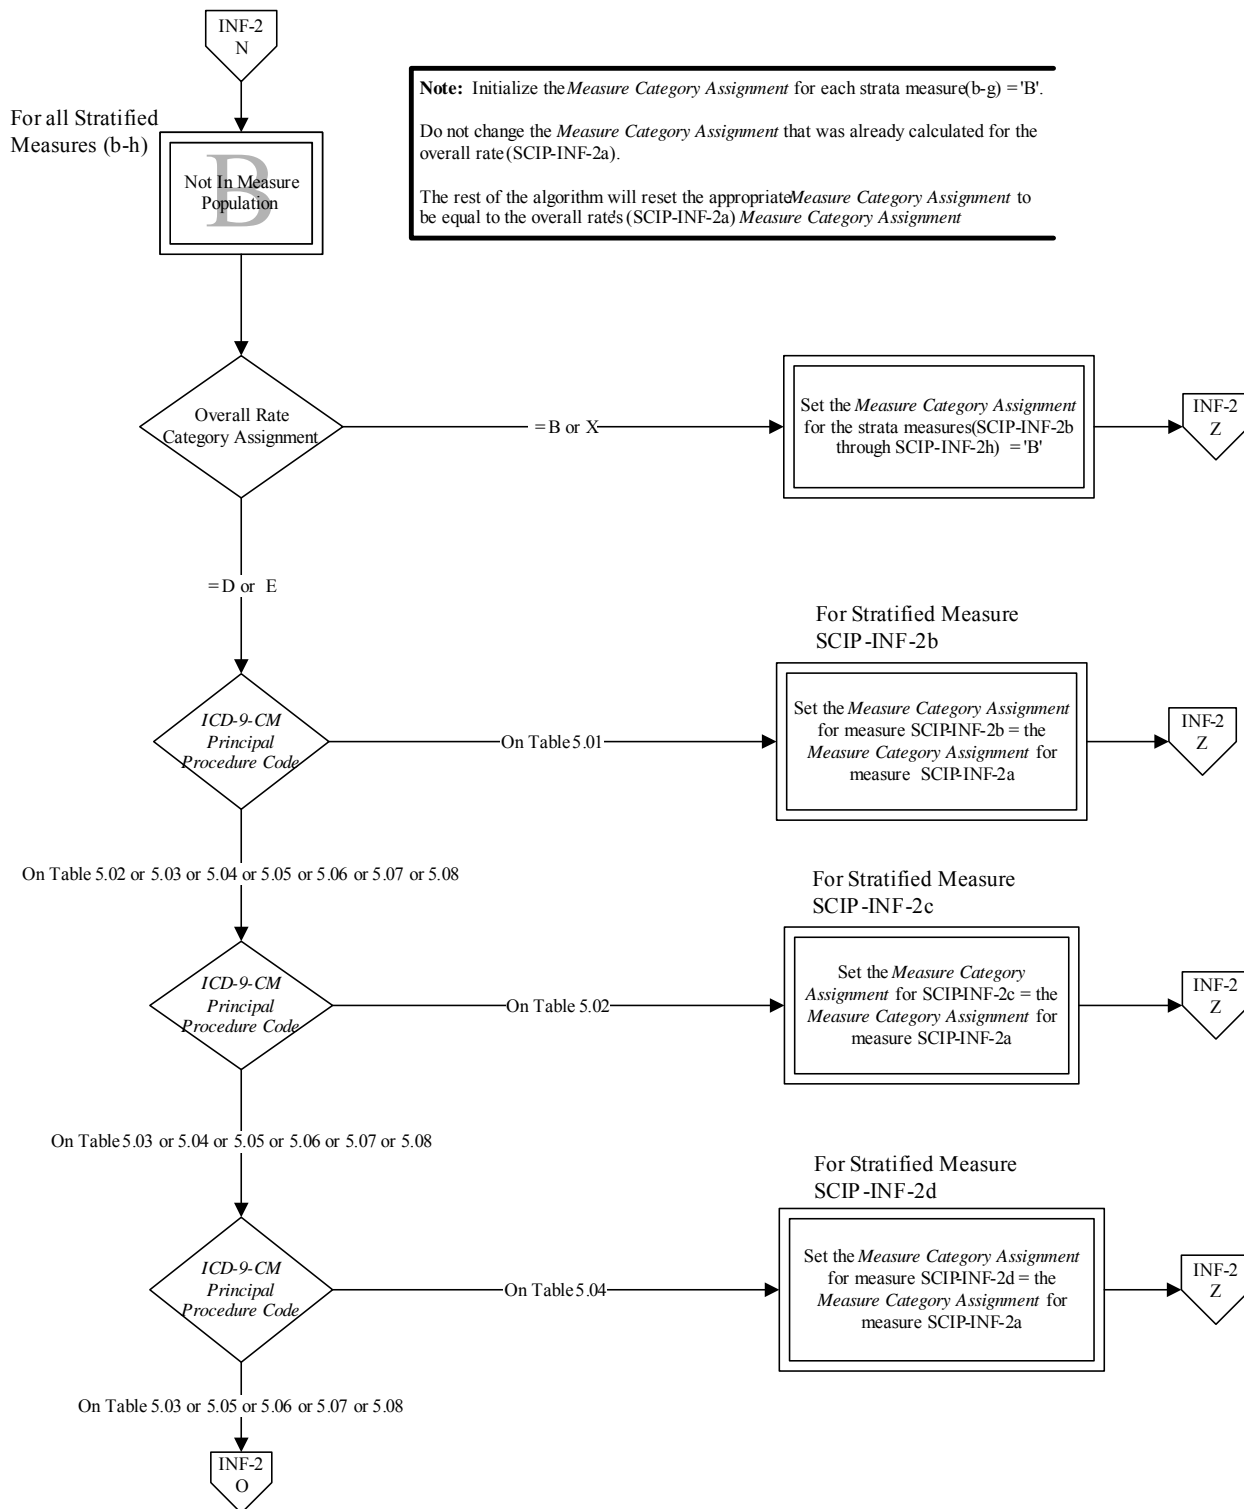 INF-2
N
For all Stratified
Measures (b-h)
B
Not In Measure
Population
Note: Initialize the Measure Category Assignment for each strata measure(b-g) = 'B'.
Do not change the Measure Category Assignment that was already calculated for the
overall rate (SCIP-INF-2a).
The rest of the algorithm will reset the appropriate Measure Category Assignment to
be equal to the overall rate's (SCIP-INF-2a) Measure Category Assignment
Overall Rate
Category Assignment
= B or X
Set the Measure Category Assignment
for the strata measures(SCIP-INF-2b
through SCIP-INF-2h) = 'B'
INF-2
Z
= D or E
For Stratified Measure
SCIP-INF-2b
ICD-9-CM
Principal
Procedure Code
On Table 5.01
Set the Measure Category Assignment
for measure SCIP-INF-2b = the
Measure Category Assignment for
measure SCIP-INF-2a
INF-2
Z
On Table 5.02 or 5.03 or 5.04 or 5.05 or 5.06 or 5.07 or 5.08
For Stratified Measure
SCIP-INF-2c
ICD-9-CM
Principal
Procedure Code
On Table 5.02
Set the Measure Category
Assignment for SCIP-INF-2c = the
Measure Category Assignment for
measure SCIP-INF-2a
INF-2
Z
On Table 5.03 or 5.04 or 5.05 or 5.06 or 5.07 or 5.08
For Stratified Measure
SCIP-INF-2d
ICD-9-CM
Principal
Procedure Code
On Table 5.04
Set the Measure Category Assignment
for measure SCIP-INF-2d = the
Measure Category Assignment for
measure SCIP-INF-2a
INF-2
Z
On Table 5.03 or 5.05 or 5.06 or 5.07 or 5.08
INF-2
O